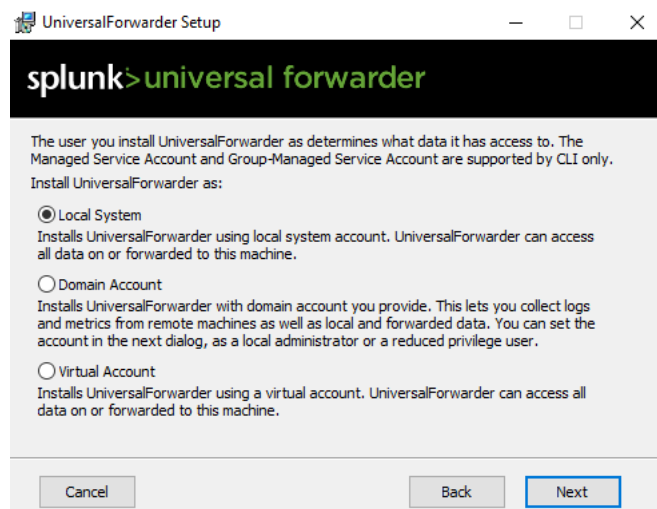 UniversalForwarder Setup
splunk>universal forwarder
The user you install UniversalForwarder as determines what data it has access to. The
Managed Service Account and Group-Managed Service Account are supported by CLI only.
Install UniversalForwarder as:
Local System
Installs UniversalForwarder using local system account. UniversalForwarder can access
all data on or forwarded to this machine.
Domain Account
Installs UniversalForwarder with domain account you provide. This lets you collect logs
and metrics from remote machines as well as local and forwarded data. You can set the
account in the next dialog, as a local administrator or a reduced privilege user.
Virtual Account
Installs UniversalForwarder using a virtual account. UniversalForwarder can access all
data on or forwarded to this machine.
Cancel Back Next